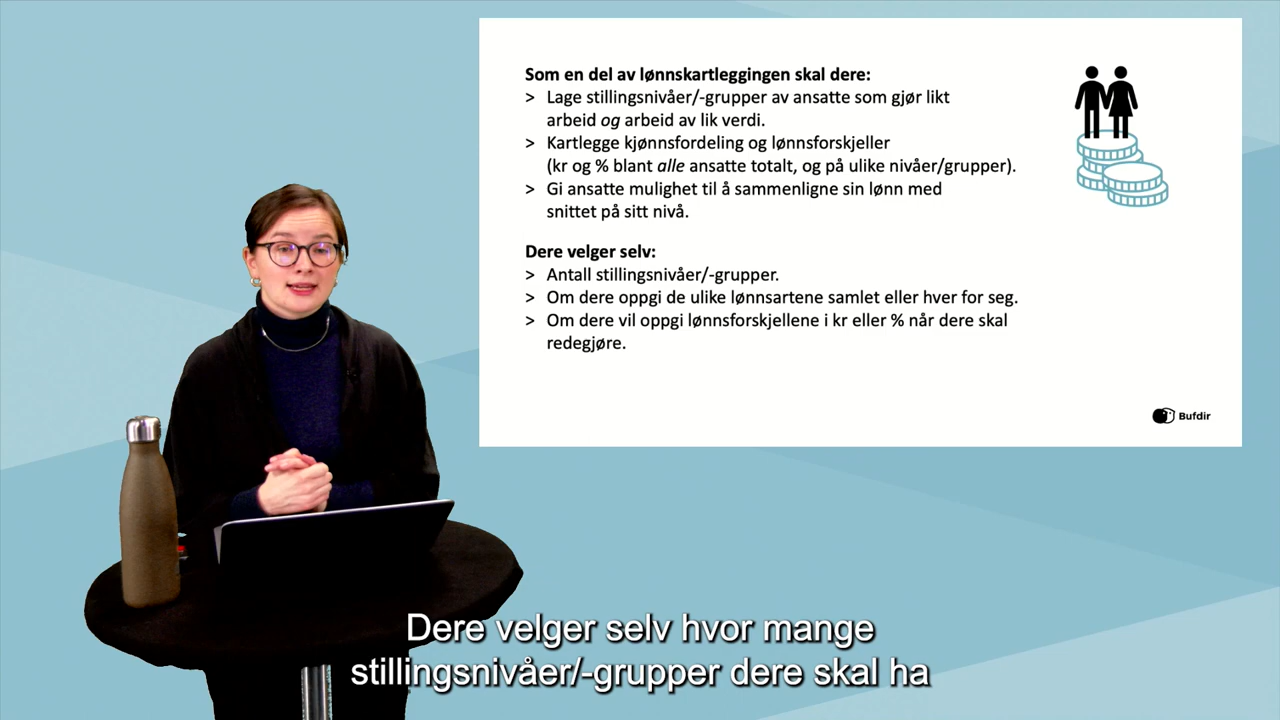 Som en del av lønnskartleggingen skal dere:
> Lage stillingsnivåer/-grupper av ansatte som gjør likt
arbeid og arbeid av lik verdi.
> Kartlegge kjønnsfordeling og lønnsforskjeller
(kr og % blant alle ansatte totalt, og på ulike nivåer/grupper).
> Gi ansatte mulighet til å sammenligne sin lønn med
snittet på sitt nivå.
Dere velger selv:
> Antall stillingsnivåer/-grupper.
> Om dere oppgi de ulike lønnsartene samlet eller hver for seg.
> Om dere vil oppgi lønnsforskjellene i kr eller % når dere skal
redegjøre.
Bufdir
Dere velger selv hvor mange
stillingsnivåer/-grupper dere skal ha